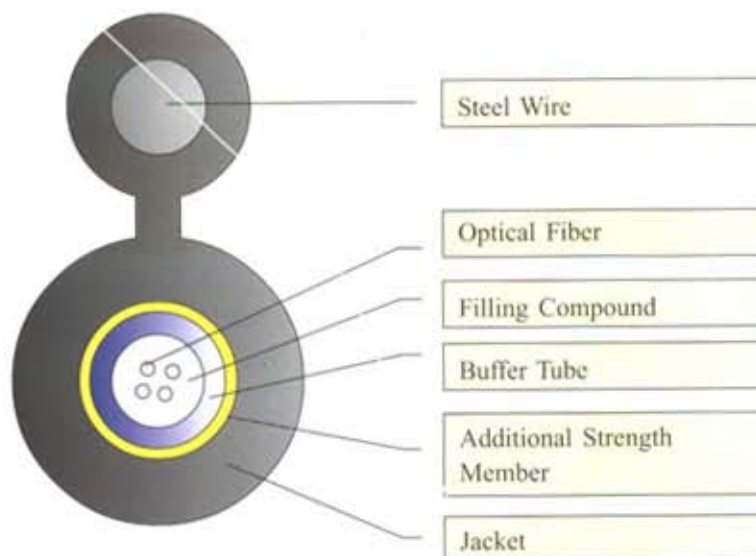 Steel Wire
Optical Fiber
Filling Compound
Buffer Tube
Additional Strength
Member
Jacket